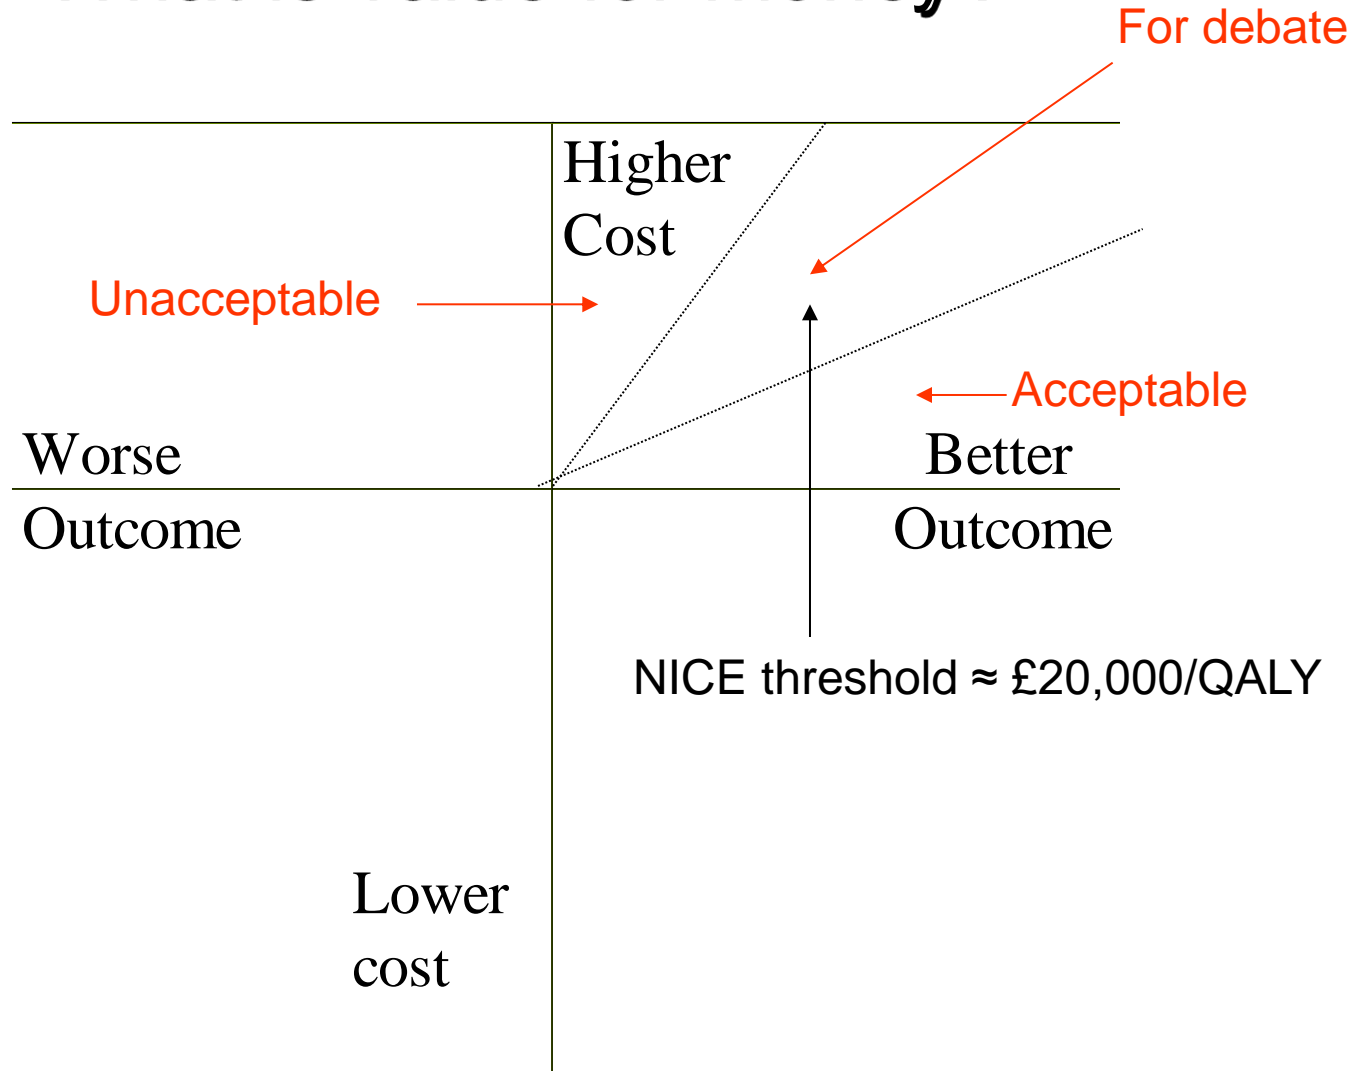 For debate
Higher
Cost
Unacceptable
Acceptable
Worse
Better
Outcome
Outcome
NICE threshold ≈ £20,000/QALY
Lower
cost